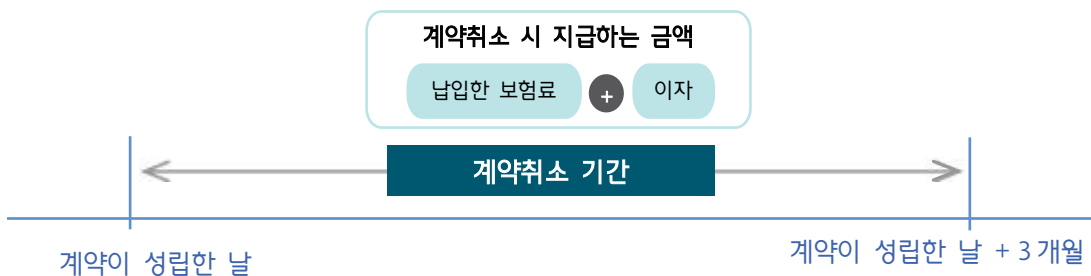 계약취소 시 지급하는 금액
납입한 보험료 + 이자
계약취소 기간
계약이 성립한 날
계약이 성립한 날 + 3개월